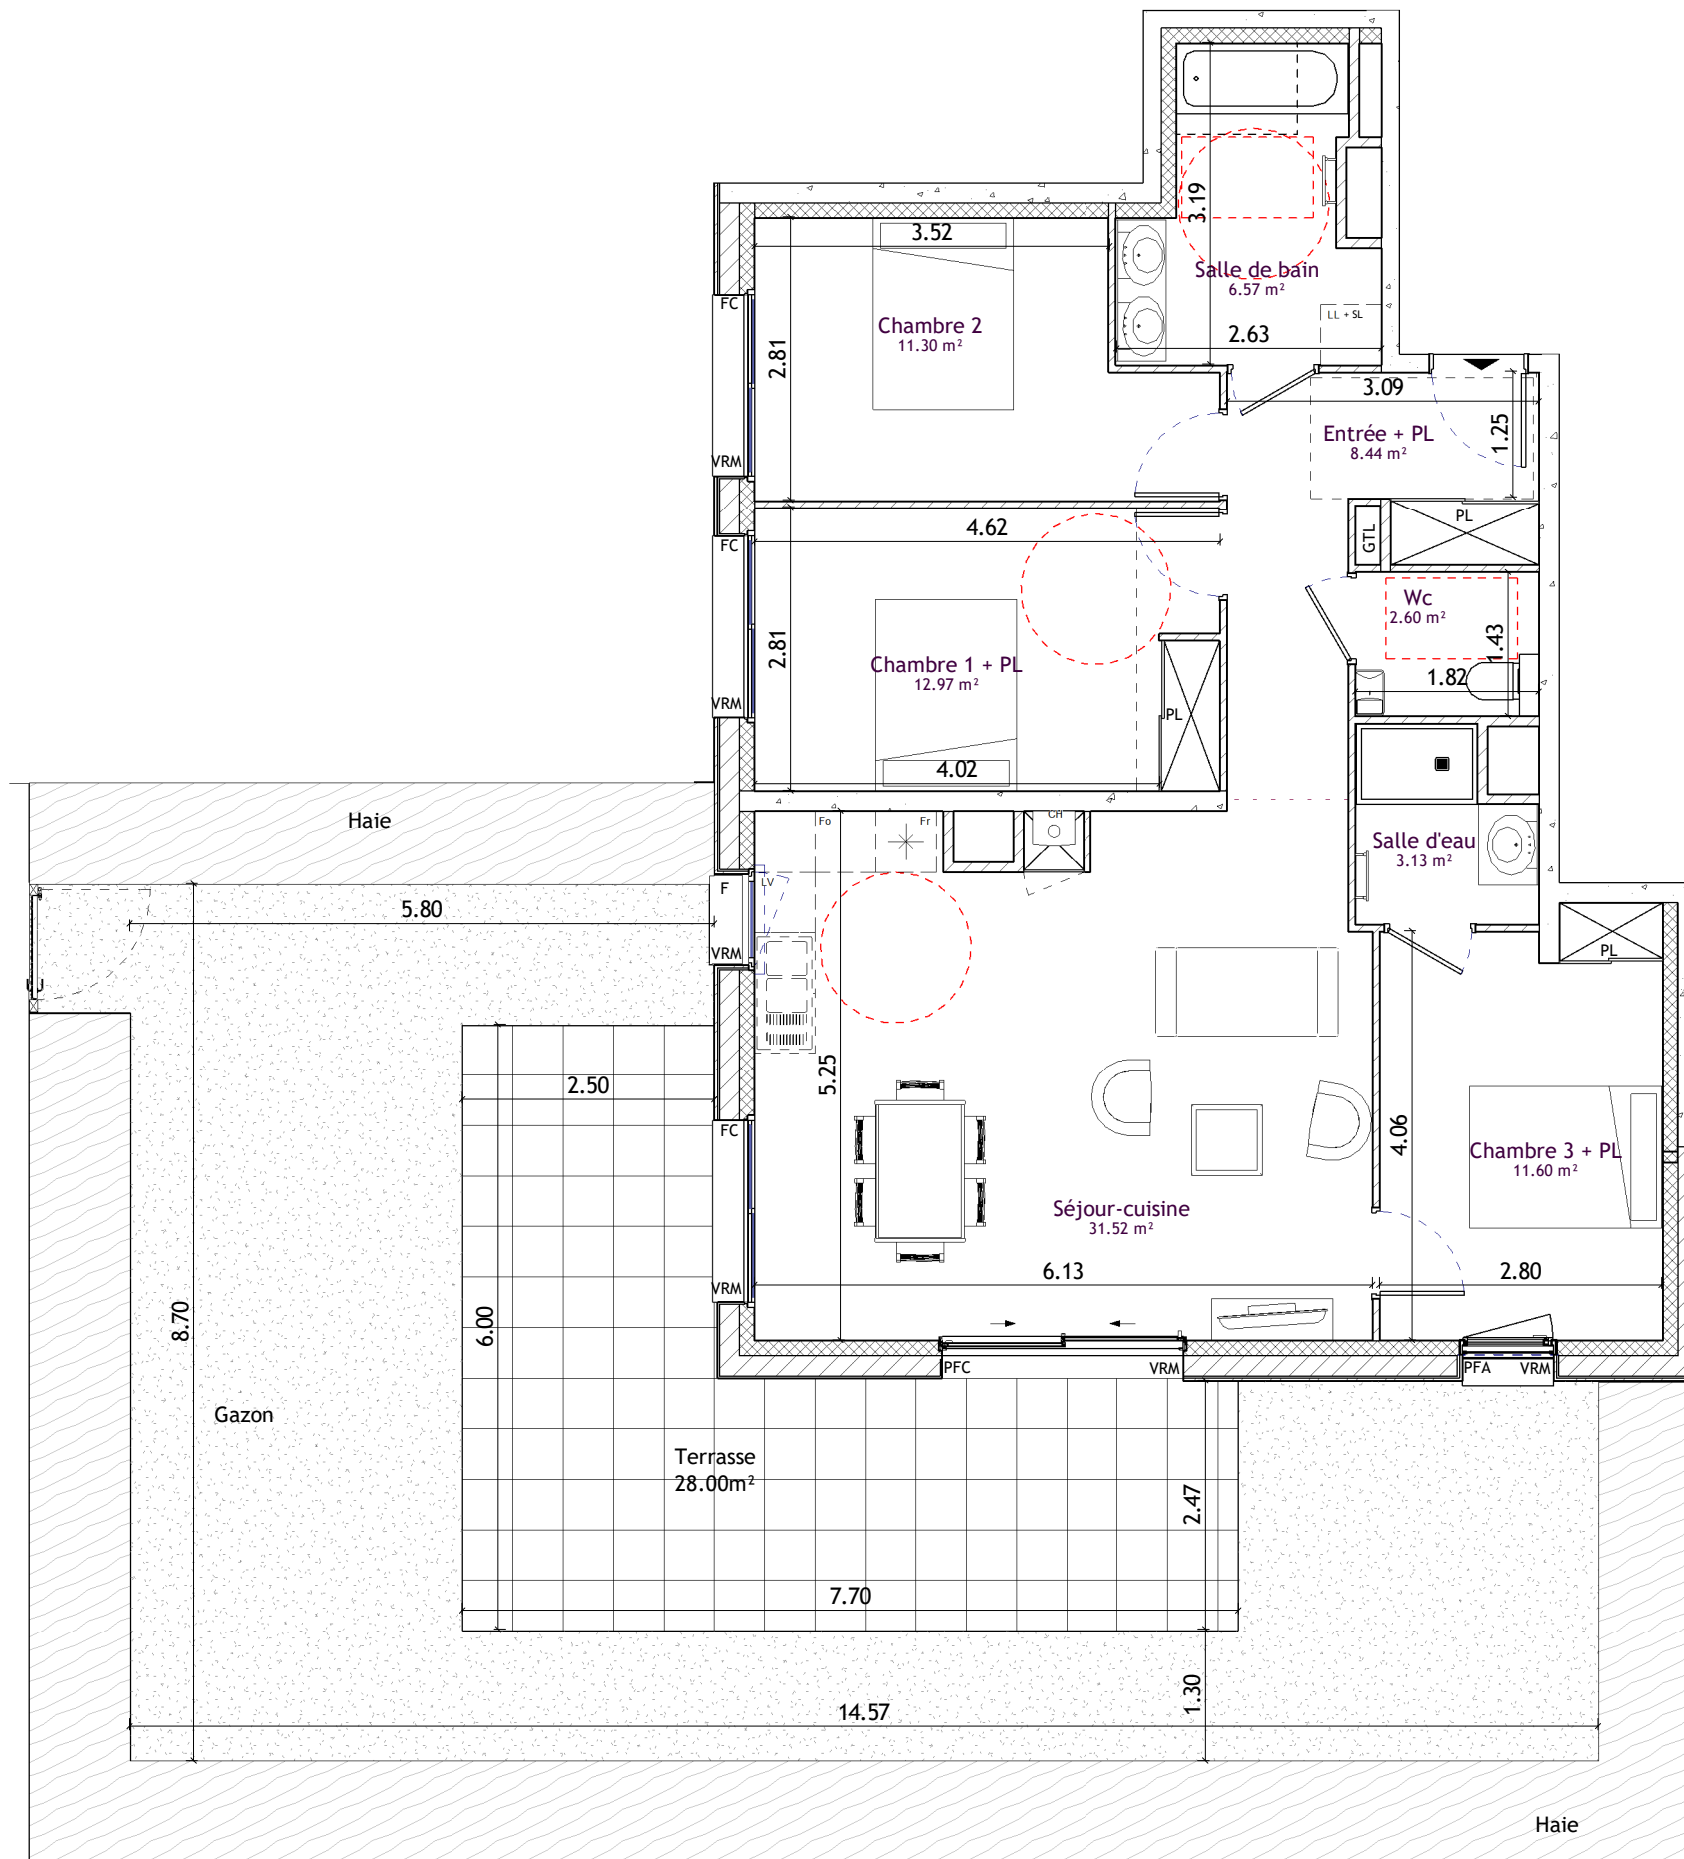 3.19
3.52
Salle de bain
6.57 m²
FC
LL + SL
Chambre 2
11.30 m²
2.63
2.81
3.09
Entrée + PL
8.44 m²
1.25
VRM
PL
4.62
GTL
FC
Wc
2.60 m²
1.43
2.81
Chambre 1 + PL
12.97 m²
1.82
VRM
PL
4.02
Haie
Fo
Fr
CH
Salle d'eau
3.13 m²
LV
F
5.80
VRM
PL
5.25
2.50
FC
4.06
Chambre 3 + PL
11.60 m²
Séjour-cuisine
31.52 m²
6.13
2.80
VRM
8.70
6.00
PFC
VRM
PFA
VRM
Gazon
Terrasse
28.00m²
2.47
7.70
1.30
14.57
Haie